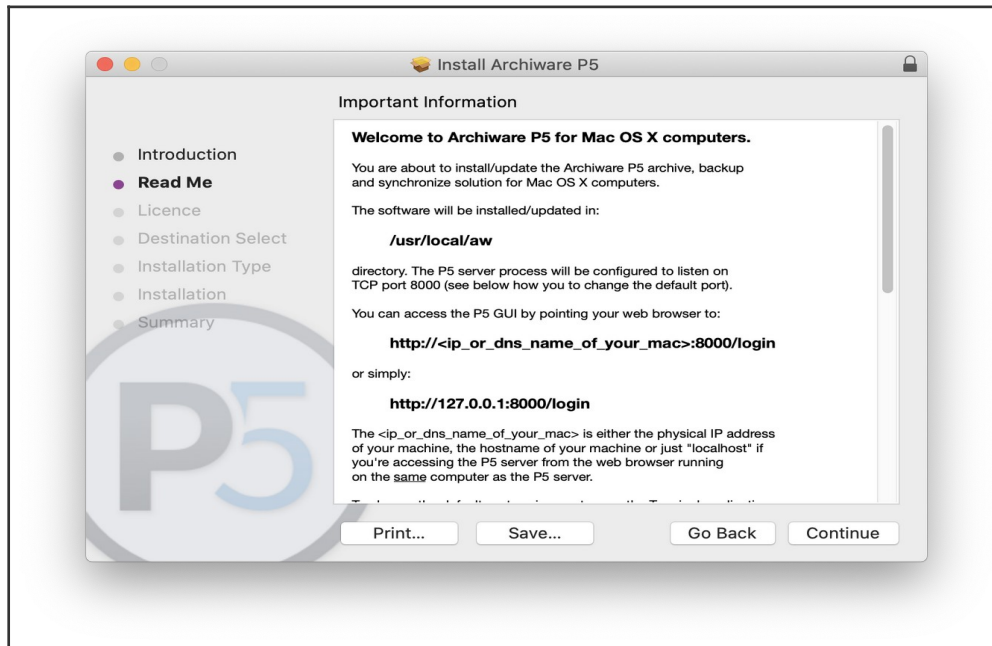 Install Archiware P5
Important Information
Introduction
Read Me
Licence
Destination Select
Installation Type
Installation
Summary
P5
Welcome to Archiware P5 for Mac OS X computers.
You are about to install/update the Archiware P5 archive, backup
and synchronize solution for Mac OS X computers.
The software will be installed/updated in:
/usr/local/aw
directory. The P5 server process will be configured to listen on
TCP port 8000 (see below how you to change the default port).
You can access the P5 GUI by pointing your web browser to:
http://<ip_or_dns_name_of_your_mac>:8000/login
or simply:
http://127.0.0.1:8000/login
The <ip_or_dns_name_of_your_mac> is either the physical IP address
of your machine, the hostname of your machine or just "localhost" if
you're accessing the P5 server from the web browser running
on the same computer as the P5 server.
Print...
Save...
Go Back
Continue